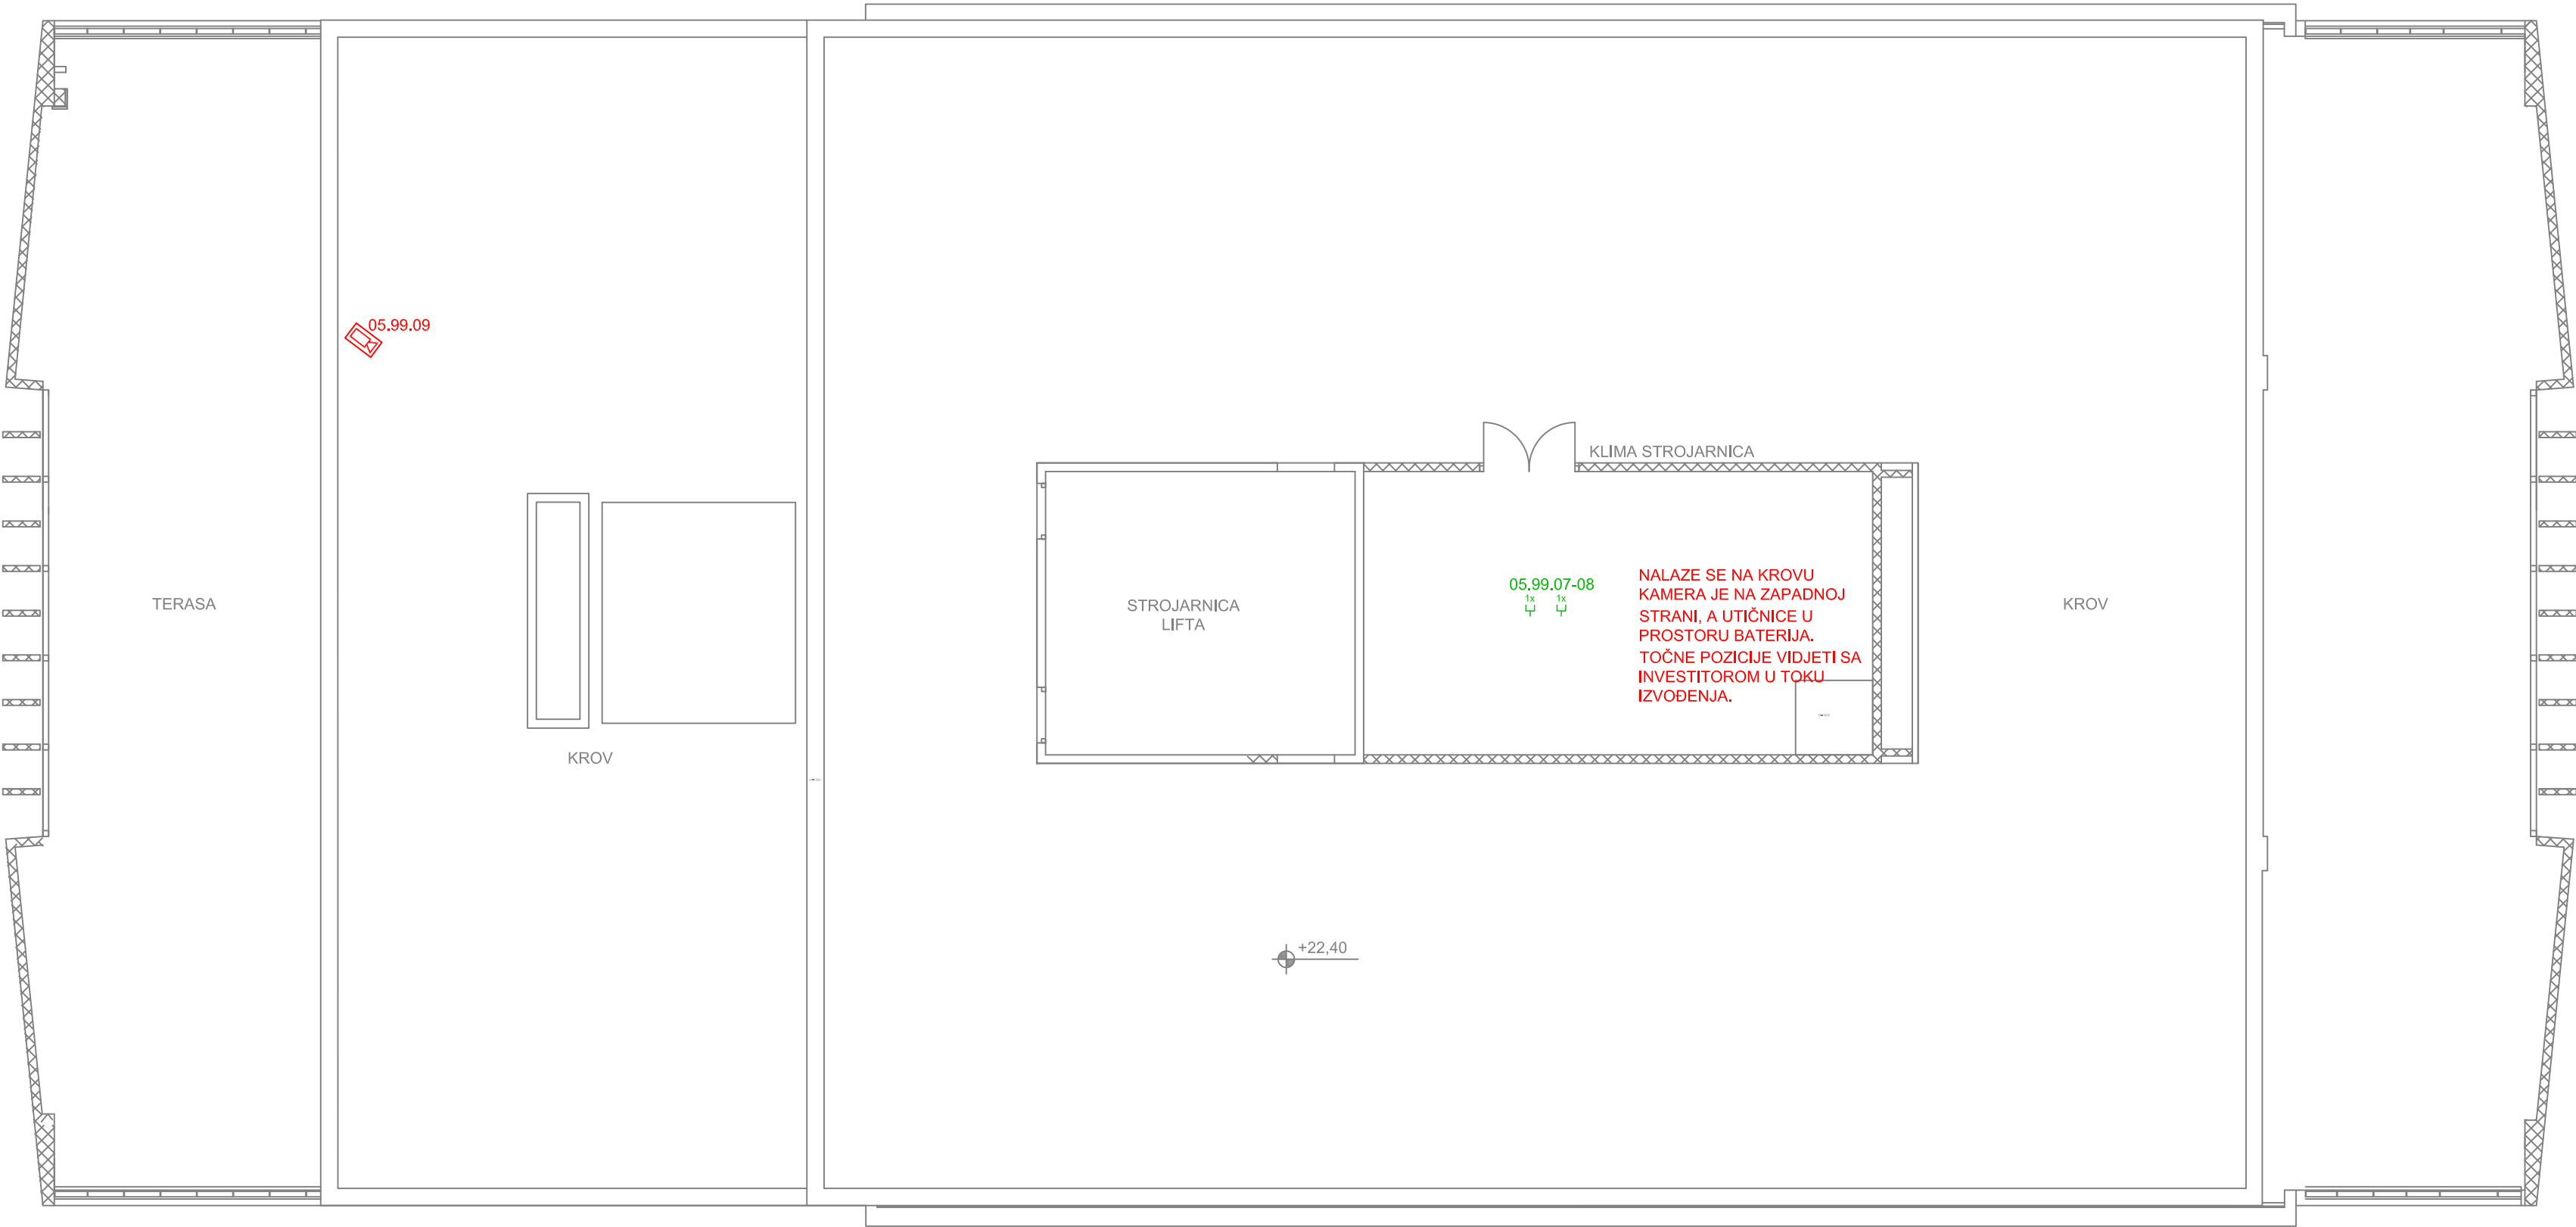 05.99.09
KLIMA STROJARNICA
NALAZE SE NA KROVU
KAMERA JE NA ZAPADNOJ
STRANI, A UTIČNICE U
PROSTORU BATERIJA.
TOČNE POZICIJE VIDJETI SA
INVESTITOROM U TOKU
IZVOĐENJA.
05.99.07-08
1x 1x
TERASA
STROJARNICA
LIFTA
KROV
KROV
+22,40